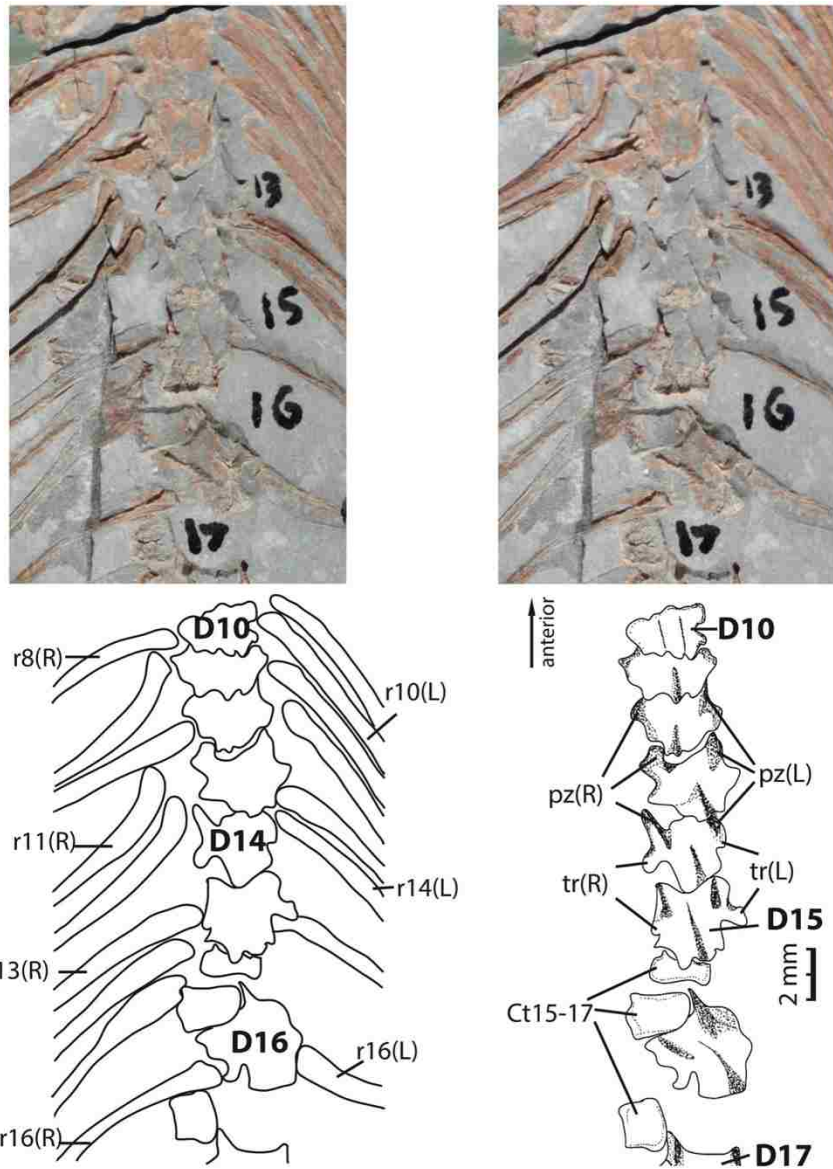 13
15
16
17
13
15
16
17
D10
r8(R)
r10(L)
r11(R)
D14
r14(L)
13(R)
D16
r16(L)
r16(R)
anterior
D10
pz(R)
pz(L)
tr(R)
tr(L)
D15
2 mm
Ct15-17
D17